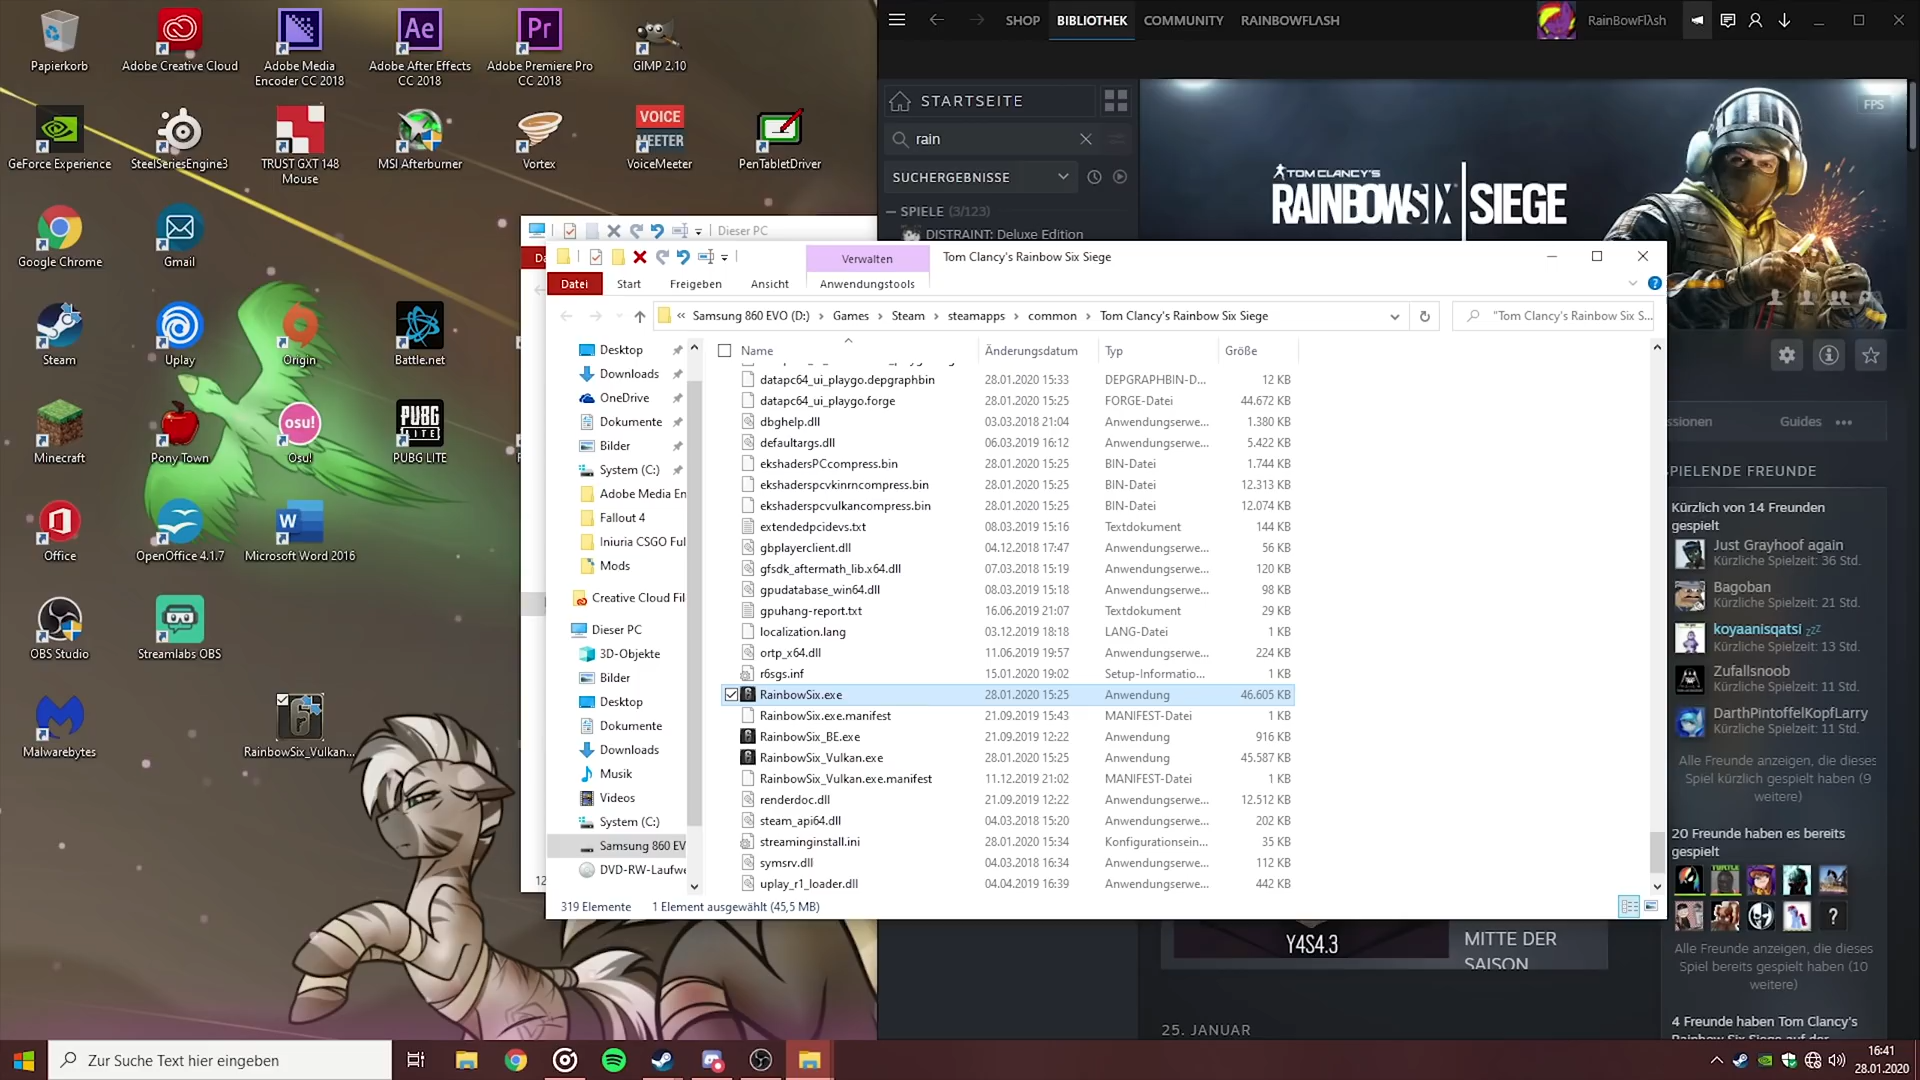 Papierkorb
Adobe Creative Cloud
Adobe Media Encoder CC 2018
Adobe After Effects CC 2018
Adobe Premiere Pro CC 2018
GIMP 2.10
GeForce Experience
SteelSeriesEngine3
TRUST GXT 148 Mouse
MSI Afterburner
Vortex
VOICE MEETER
VoiceMeeter
PenTabletDriver
Google Chrome
Gmail
Steam
Uplay
Origin
Battle.net
Minecraft
Pony Town
osu!
Osu!
PUBG LITE
PUBG LITE
Office
OpenOffice 4.1.7
Microsoft Word 2016
OBS Studio
Streamlabs OBS
Malwarebytes
RainbowSix_Vulkan...
SHOP BIBLIOTHEK COMMUNITY RAINBOWFLΛSH
RainBowFlλsh
STARTSEITE
rain
SUCHERGEBNISSE
SPIELE (3/123)
DISTRAINT: Deluxe Edition
TOM CLANCY'S
RAINBOWSIX | SIEGE
FPS
Dieser PC
Verwalten
Tom Clancy's Rainbow Six Siege
Datei Start Freigeben Ansicht Anwendungstools
« Samsung 860 EVO (D:) › Games › Steam › steamapps › common › Tom Clancy's Rainbow Six Siege
"Tom Clancy's Rainbow Six S...
Desktop
Downloads
OneDrive
Dokumente
Bilder
System (C:)
Adobe Media En
Fallout 4
Iniuria CSGO Ful
Mods
Creative Cloud Fil
Dieser PC
3D-Objekte
Bilder
Desktop
Dokumente
Downloads
Musik
Videos
System (C:)
Samsung 860 EV
DVD-RW-Laufwe
Name Änderungsdatum Typ Größe
datapc64_ui_playgo.depgraphbin 28.01.2020 15:33 DEPGRAPHBIN-D... 12 KB
datapc64_ui_playgo.forge 28.01.2020 15:25 FORGE-Datei 44.672 KB
dbghelp.dll 03.03.2018 21:04 Anwendungserwe... 1.380 KB
defaultargs.dll 06.03.2019 16:12 Anwendungserwe... 5.422 KB
ekshadersPCcompress.bin 28.01.2020 15:25 BIN-Datei 1.744 KB
ekshaderspcvkinrncompress.bin 28.01.2020 15:25 BIN-Datei 12.313 KB
ekshaderspcvulkancompress.bin 28.01.2020 15:25 BIN-Datei 12.074 KB
extendedpcidevs.txt 08.03.2019 15:16 Textdokument 144 KB
gbplayerclient.dll 04.12.2018 17:47 Anwendungserwe... 56 KB
gfsdk_aftermath_lib.x64.dll 07.03.2018 15:19 Anwendungserwe... 120 KB
gpudatabase_win64.dll 08.03.2019 15:18 Anwendungserwe... 98 KB
gpuhang-report.txt 16.06.2019 21:07 Textdokument 29 KB
localization.lang 03.12.2019 18:18 LANG-Datei 1 KB
ortp_x64.dll 11.06.2019 19:57 Anwendungserwe... 224 KB
r6sgs.inf 15.01.2020 19:02 Setup-Informatio... 1 KB
RainbowSix.exe 28.01.2020 15:25 Anwendung 46.605 KB
RainbowSix.exe.manifest 21.09.2019 15:43 MANIFEST-Datei 1 KB
RainbowSix_BE.exe 21.09.2019 12:22 Anwendung 916 KB
RainbowSix_Vulkan.exe 28.01.2020 15:25 Anwendung 45.587 KB
RainbowSix_Vulkan.exe.manifest 11.12.2019 21:02 MANIFEST-Datei 1 KB
renderdoc.dll 21.09.2019 12:22 Anwendungserwe... 12.512 KB
steam_api64.dll 04.03.2018 15:20 Anwendungserwe... 202 KB
streaminginstall.ini 28.01.2020 15:34 Konfigurationsein... 35 KB
symsrv.dll 04.03.2018 16:34 Anwendungserwe... 112 KB
uplay_r1_loader.dll 04.04.2019 16:39 Anwendungserwe... 442 KB
319 Elemente 1 Element ausgewählt (45,5 MB)
ssionen Guides
PIELENDE FREUNDE
Kürzlich von 14 Freunden gespielt
Just Grayhoof again
Kürzliche Spielzeit: 36 Std.
Bagoban
Kürzliche Spielzeit: 21 Std.
koyaanisqatsi zzz
Kürzliche Spielzeit: 13 Std.
Zufallsnoob
Kürzliche Spielzeit: 11 Std.
DarthPintoffelKopfLarry
Kürzliche Spielzeit: 11 Std.
Alle Freunde anzeigen, die dieses
Spiel kürzlich gespielt haben (9
weitere)
20 Freunde haben es bereits
gespielt
?
Alle Freunde anzeigen, die dieses
Spiel bereits gespielt haben (10
weitere)
4 Freunde haben Tom Clancy's
Y4S4.3
MITTE DER
SAISON
25. JANUAR
Zur Suche Text hier eingeben
16:41
28.01.2020